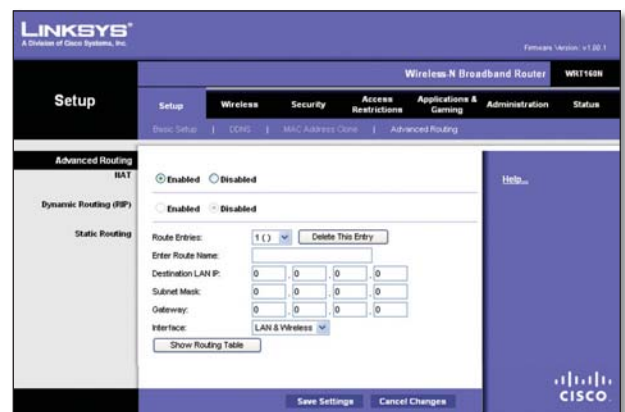 LINKSYS®
A Division of Cisco Systems, Inc.
Firmware Version: v1.00.1
Wireless-N Broadband Router WRT160N
Setup
Setup Wireless Security Access Restrictions Applications & Gaming Administration Status
Basic Setup | DDNS | MAC Address Clone | Advanced Routing
Advanced Routing
NAT
Enabled Disabled
Help...
Dynamic Routing (RIP)
Enabled Disabled
Static Routing
Route Entries: 1 ( ) Delete This Entry
Enter Route Name:
Destination LAN IP: 0 . 0 . 0 . 0
Subnet Mask: 0 . 0 . 0 . 0
Gateway: 0 . 0 . 0 . 0
Interface: LAN & Wireless
Show Routing Table
Save Settings Cancel Changes
CISCO